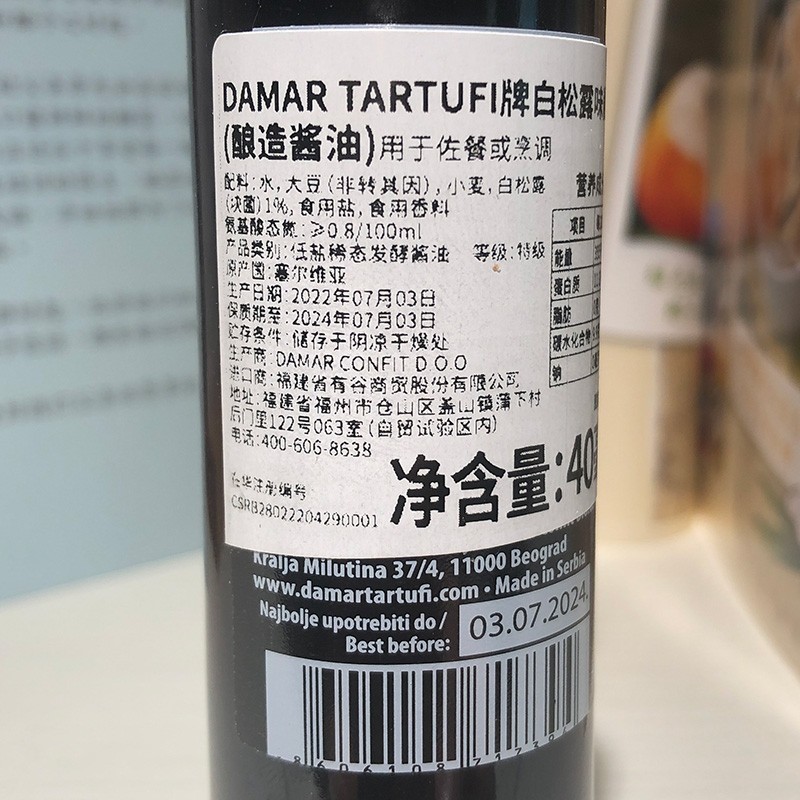 DAMAR TARTUFI牌白松露味
(酿造酱油)用于佐餐或烹调
配料:水,大豆(非转基因),小麦,白松露
(块菌)1%,食用盐,食用香料
氨基酸态氮:≥0.8/100ml
产品类别:低盐稀态发酵酱油 等级:特级
原产国:塞尔维亚
生产日期:2022年07月03日
保质期至:2024年07月03日
贮存条件:储存于阴凉干燥处
生产商:DAMAR CONFIT D.O.O
进口商:福建省有谷商贸股份有限公司
地址:福建省福州市仓山区盖山镇蒲下村
后门里122号063室(自贸试验区内)
电话:400-606-8638
在华注册编号
CSRB28022204290001
净含量:40
营养成
项目
能量
蛋白质
脂肪
碳水化合物
钠
Kralja Milutina 37/4, 11000 Beograd
www.damartartufi.com • Made in Serbia
Najbolje upotrebiti do /
Best before:
03.07.2024.
8606108717394